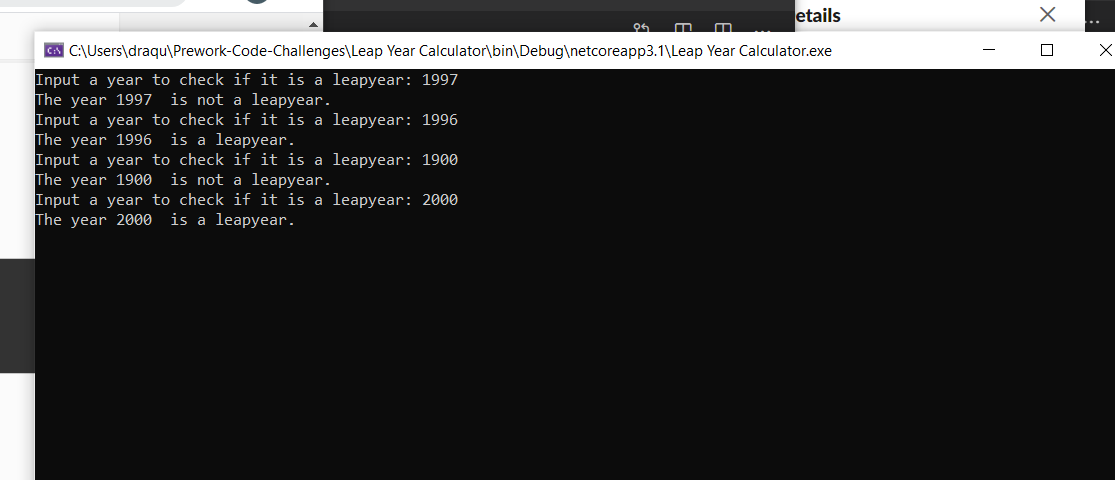 etails
C:\Users\draqu\Prework-Code-Challenges\Leap Year Calculator\bin\Debug\netcoreapp3.1\Leap Year Calculator.exe
Input a year to check if it is a leapyear: 1997
The year 1997  is not a leapyear.
Input a year to check if it is a leapyear: 1996
The year 1996  is a leapyear.
Input a year to check if it is a leapyear: 1900
The year 1900  is not a leapyear.
Input a year to check if it is a leapyear: 2000
The year 2000  is a leapyear.